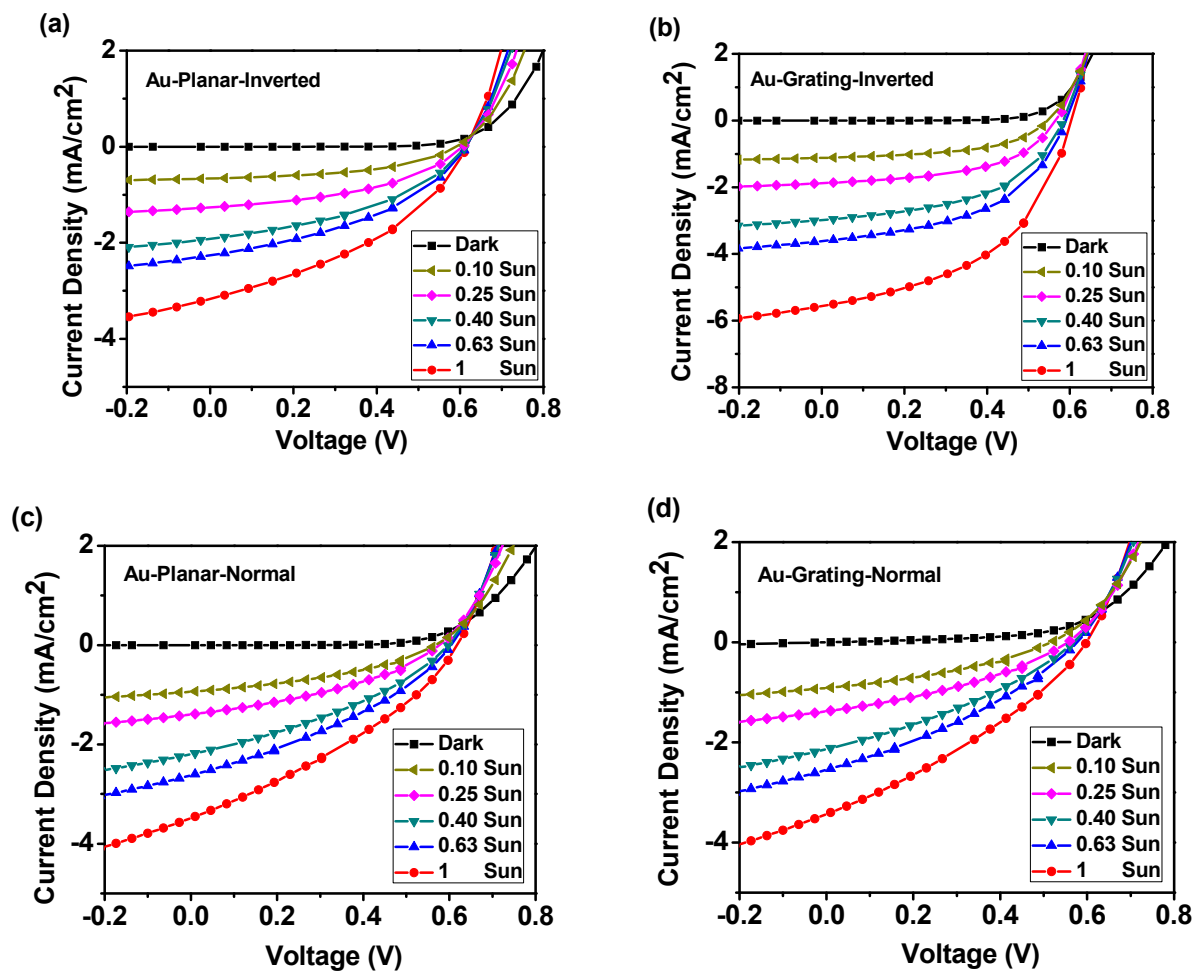 (a)
Au-Planar-Inverted
Current Density (mA/cm²)
2
0
-2
-4
-0.2 0.0 0.2 0.4 0.6 0.8
Voltage (V)
Dark
0.10 Sun
0.25 Sun
0.40 Sun
0.63 Sun
1 Sun
(b)
Au-Grating-Inverted
Current Density (mA/cm²)
2
0
-2
-4
-6
-8
-0.2 0.0 0.2 0.4 0.6 0.8
Voltage (V)
Dark
0.10 Sun
0.25 Sun
0.40 Sun
0.63 Sun
1 Sun
(c)
Au-Planar-Normal
Current Density (mA/cm²)
2
0
-2
-4
-0.2 0.0 0.2 0.4 0.6 0.8
Voltage (V)
Dark
0.10 Sun
0.25 Sun
0.40 Sun
0.63 Sun
1 Sun
(d)
Au-Grating-Normal
Current Density (mA/cm²)
2
0
-2
-4
-0.2 0.0 0.2 0.4 0.6 0.8
Voltage (V)
Dark
0.10 Sun
0.25 Sun
0.40 Sun
0.63 Sun
1 Sun